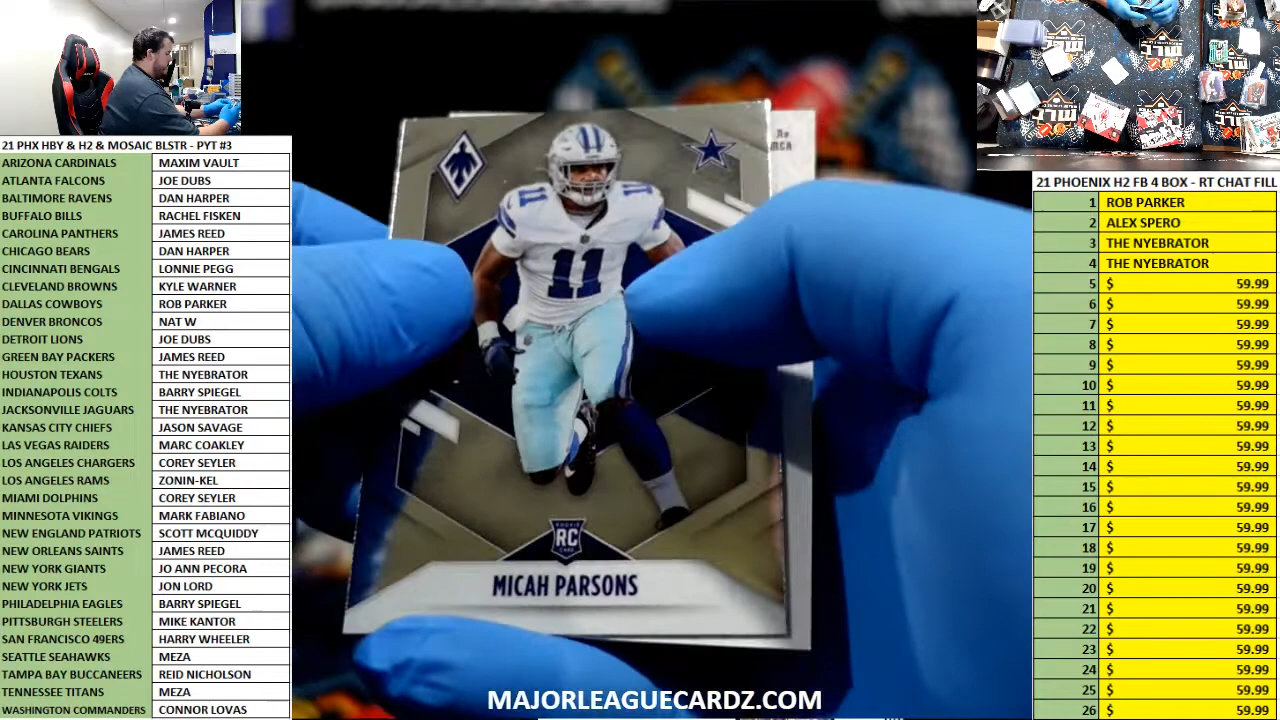 21 PHX HBY & H2 & MOSAIC BLSTR - PYT #3
ARIZONA CARDINALS MAXIM VAULT
ATLANTA FALCONS JOE DUBS
BALTIMORE RAVENS DAN HARPER
BUFFALO BILLS RACHEL FISKEN
CAROLINA PANTHERS JAMES REED
CHICAGO BEARS DAN HARPER
CINCINNATI BENGALS LONNIE PEGG
CLEVELAND BROWNS KYLE WARNER
DALLAS COWBOYS ROB PARKER
DENVER BRONCOS NAT W
DETROIT LIONS JOE DUBS
GREEN BAY PACKERS JAMES REED
HOUSTON TEXANS THE NYEBRATOR
INDIANAPOLIS COLTS BARRY SPIEGEL
JACKSONVILLE JAGUARS THE NYEBRATOR
KANSAS CITY CHIEFS JASON SAVAGE
LAS VEGAS RAIDERS MARC COAKLEY
LOS ANGELES CHARGERS COREY SEYLER
LOS ANGELES RAMS ZONIN-KEL
MIAMI DOLPHINS COREY SEYLER
MINNESOTA VIKINGS MARK FABIANO
NEW ENGLAND PATRIOTS SCOTT MCQUIDDY
NEW ORLEANS SAINTS JAMES REED
NEW YORK GIANTS JO ANN PECORA
NEW YORK JETS JON LORD
PHILADELPHIA EAGLES BARRY SPIEGEL
PITTSBURGH STEELERS MIKE KANTOR
SAN FRANCISCO 49ERS HARRY WHEELER
SEATTLE SEAHAWKS MEZA
TAMPA BAY BUCCANEERS REID NICHOLSON
TENNESSEE TITANS MEZA
WASHINGTON COMMANDERS CONNOR LOVAS
11
11
11
ROOKIE
RC
CARD
MICAH PARSONS
MAJORLEAGUECARDZ.COM
21 PHOENIX H2 FB 4 BOX - RT CHAT FILL
1 ROB PARKER
2 ALEX SPERO
3 THE NYEBRATOR
4 THE NYEBRATOR
5 $ 59.99
6 $ 59.99
7 $ 59.99
8 $ 59.99
9 $ 59.99
10 $ 59.99
11 $ 59.99
12 $ 59.99
13 $ 59.99
14 $ 59.99
15 $ 59.99
16 $ 59.99
17 $ 59.99
18 $ 59.99
19 $ 59.99
20 $ 59.99
21 $ 59.99
22 $ 59.99
23 $ 59.99
24 $ 59.99
25 $ 59.99
26 $ 59.99